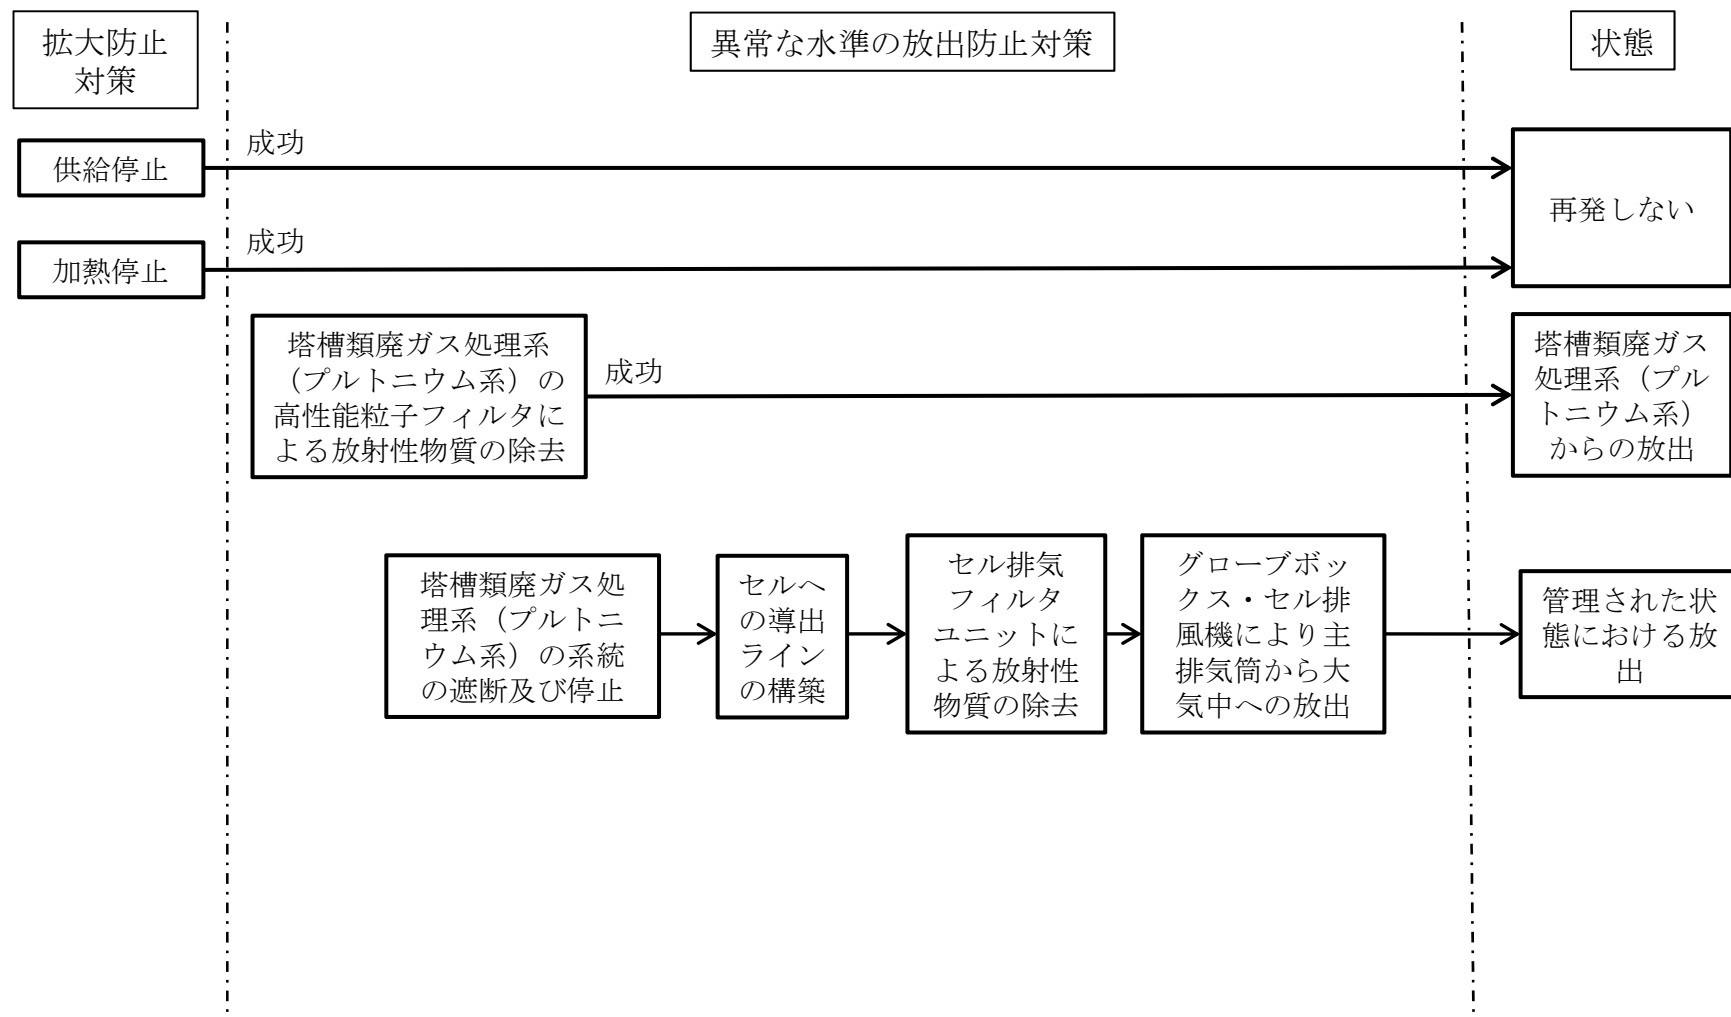 拡大防止
対策
異常な水準の放出防止対策
状態
供給停止
成功
再発しない
加熱停止
成功
塔槽類廃ガス処理系
（プルトニウム系）の
高性能粒子フィルタに
よる放射性物質の除去
成功
塔槽類廃ガス
処理系（プル
トニウム系）
からの放出
塔槽類廃ガス処
理系（プルトニ
ウム系）の系統
の遮断及び停止
セルへ
の導出
ラインの
の構築
セル排気
フィルタ
ユニットに
よる放射性
物質の除去
グローブボッ
クス・セル排
風機により主
排気筒から大
気中への放出
管理された状
態における放
出